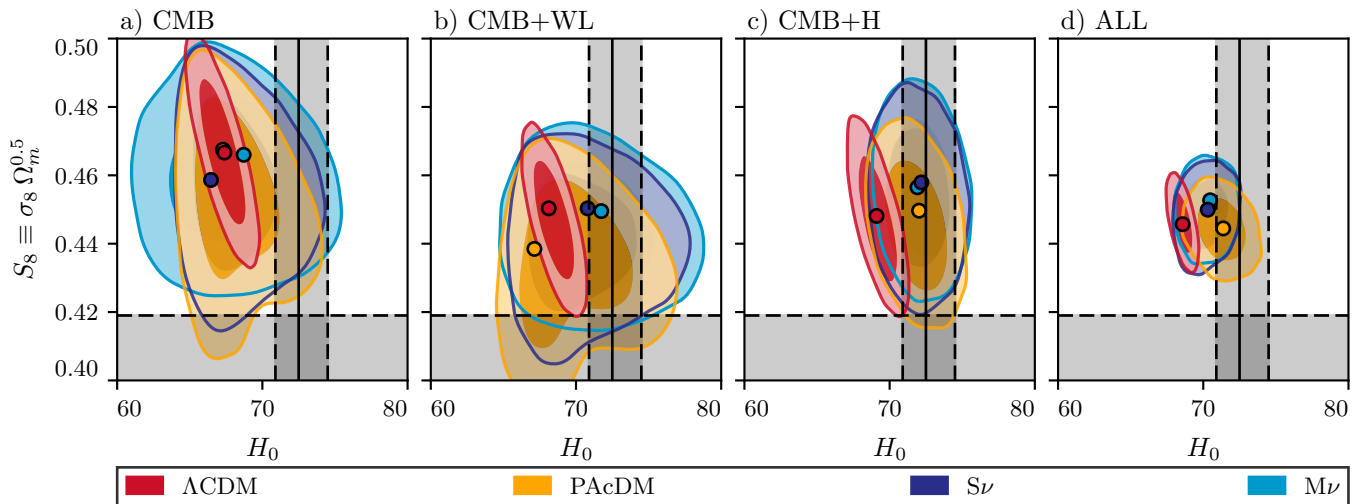 a) CMB
b) CMB+WL
c) CMB+H
d) ALL
S₈ ≡ σ₈ Ωₘ^0.5
0.50
0.48
0.46
0.44
0.42
0.40
60 70 80
60 70 80
60 70 80
60 70 80
H₀
H₀
H₀
H₀
ΛCDM
PAcDM
Sν
Mν